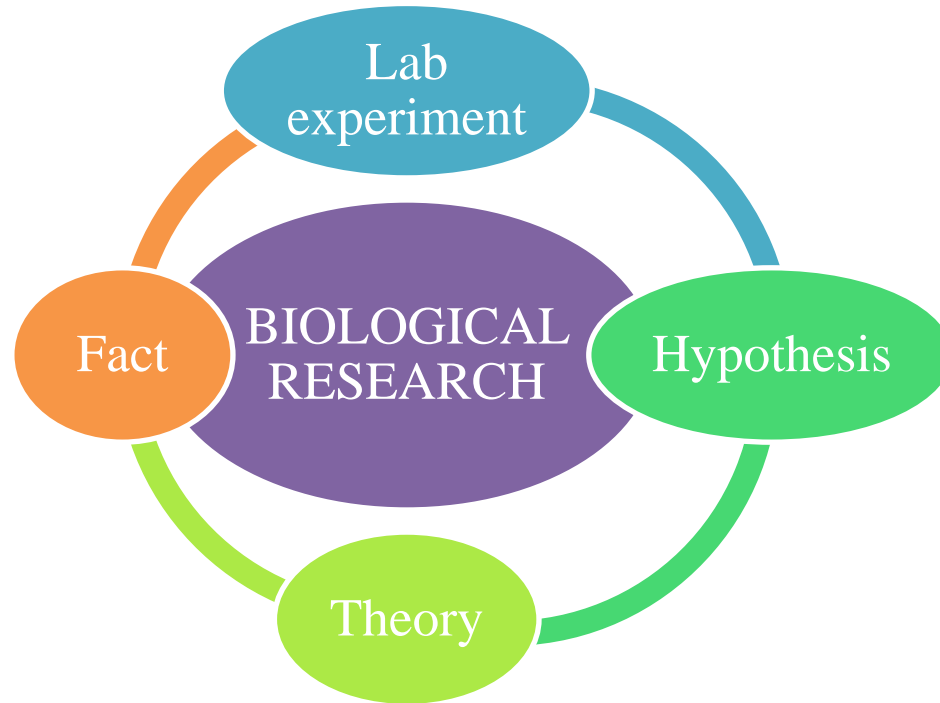 Lab
experiment
BIOLOGICAL
RESEARCH
Fact
Hypothesis
Theory